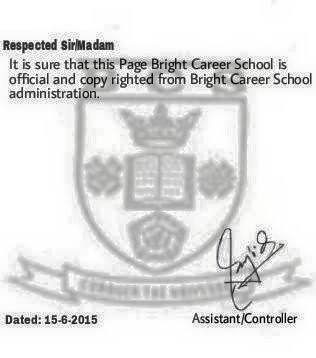 Respected Sir/Madam
It is sure that this Page Bright Career School is
official and copy righted from Bright Career School
administration.
Dated: 15-6-2015
Assistant/Controller